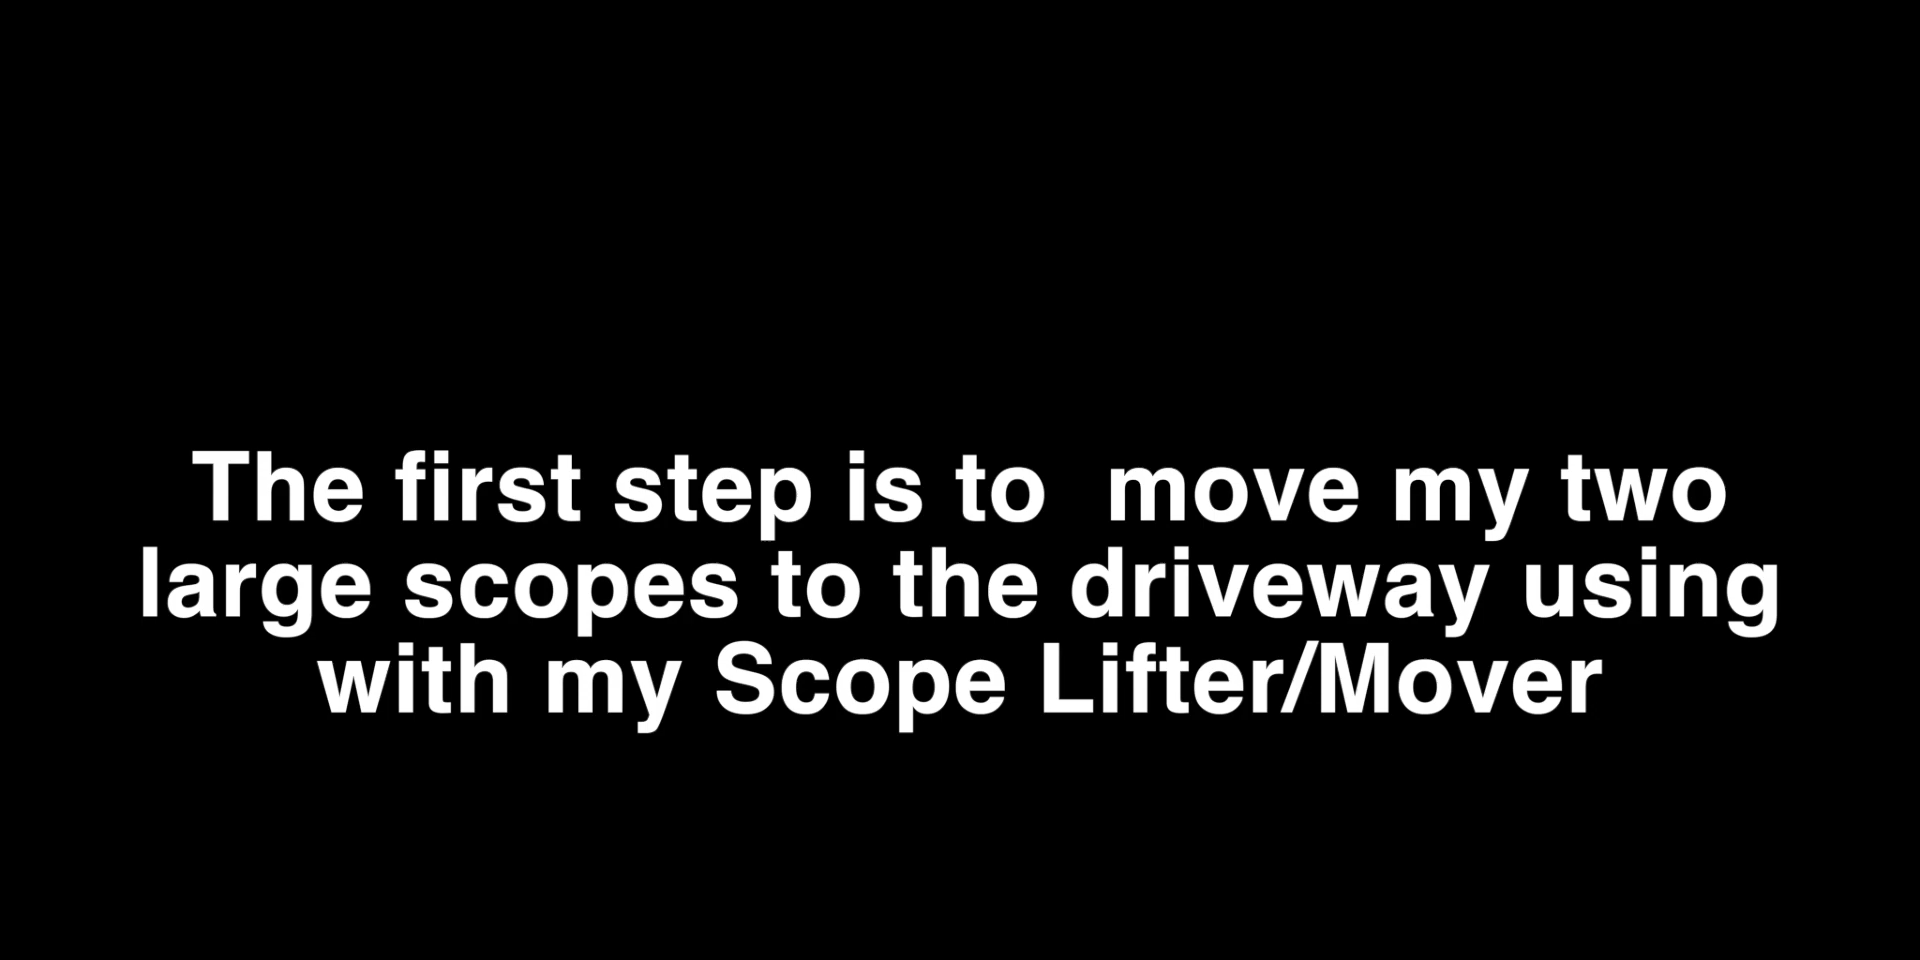 The first step is to  move my two
large scopes to the driveway using
with my Scope Lifter/Mover